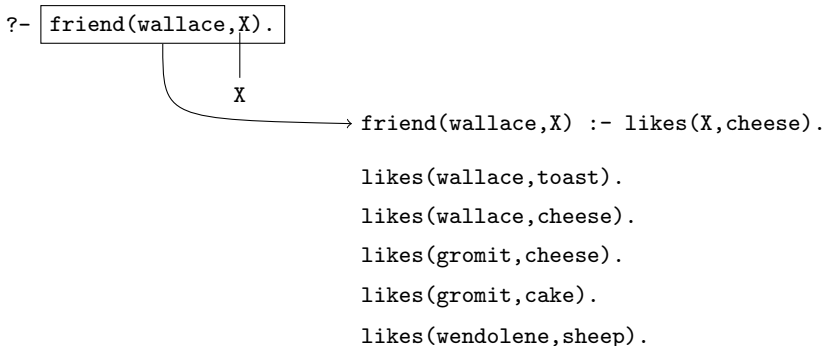 ?- friend(wallace,X).
X
friend(wallace,X) :- likes(X,cheese).
likes(wallace,toast).
likes(wallace,cheese).
likes(gromit,cheese).
likes(gromit,cake).
likes(wendolene,sheep).